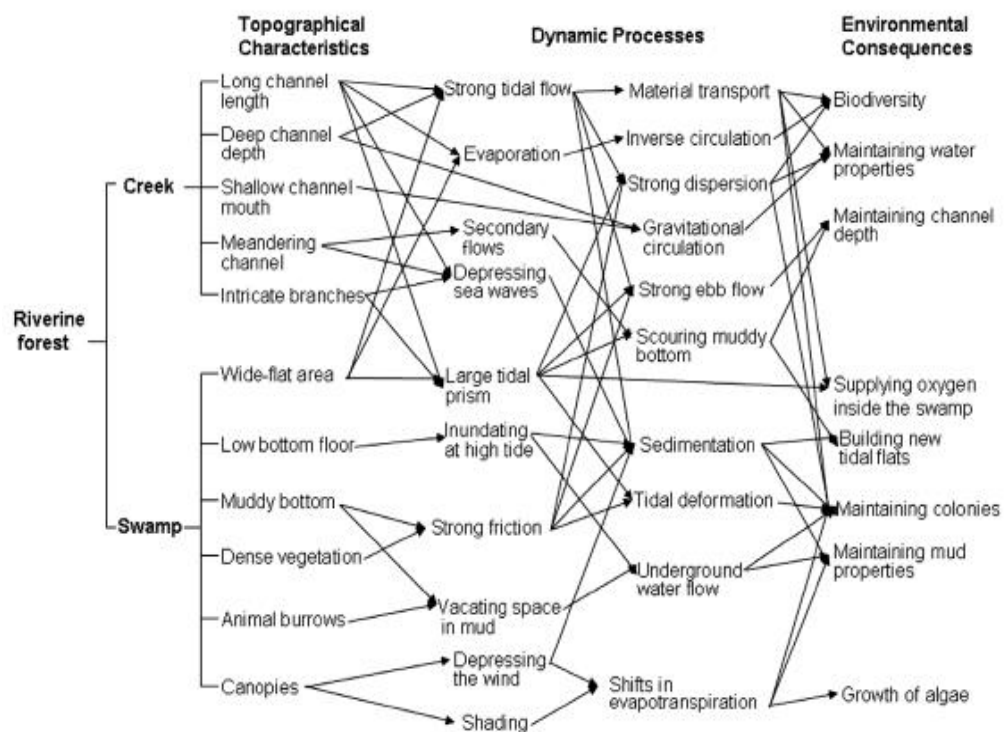 Topographical
Characteristics
Dynamic Processes
Environmental
Consequences
Riverine
forest
Creek
Swamp
Long channel
length
Deep channel
depth
Shallow channel
mouth
Meandering
channel
Intricate branches
Wide-flat area
Low bottom floor
Muddy bottom
Dense vegetation
Animal burrows
Canopies
Strong tidal flow
Evaporation
Secondary
flows
Depressing
sea waves
Large tidal
prism
Inundating
at high tide
Strong friction
Vacating space
in mud
Depressing
the wind
Shading
Material transport
Inverse circulation
Strong dispersion
Gravitational
circulation
Strong ebb flow
Scouring muddy
bottom
Sedimentation
Tidal deformation
Underground
water flow
Shifts in
evapotranspiration
Biodiversity
Maintaining water
properties
Maintaining channel
depth
Supplying oxygen
inside the swamp
Building new
tidal flats
Maintaining colonies
Maintaining mud
properties
Growth of algae